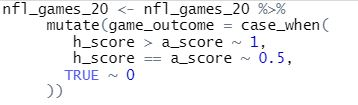 nfl_games_20 <- nfl_games_20 %>%
mutate(game_outcome = case_when(
h_score > a_score ~ 1,
h_score == a_score ~ 0.5,
TRUE ~ 0
))